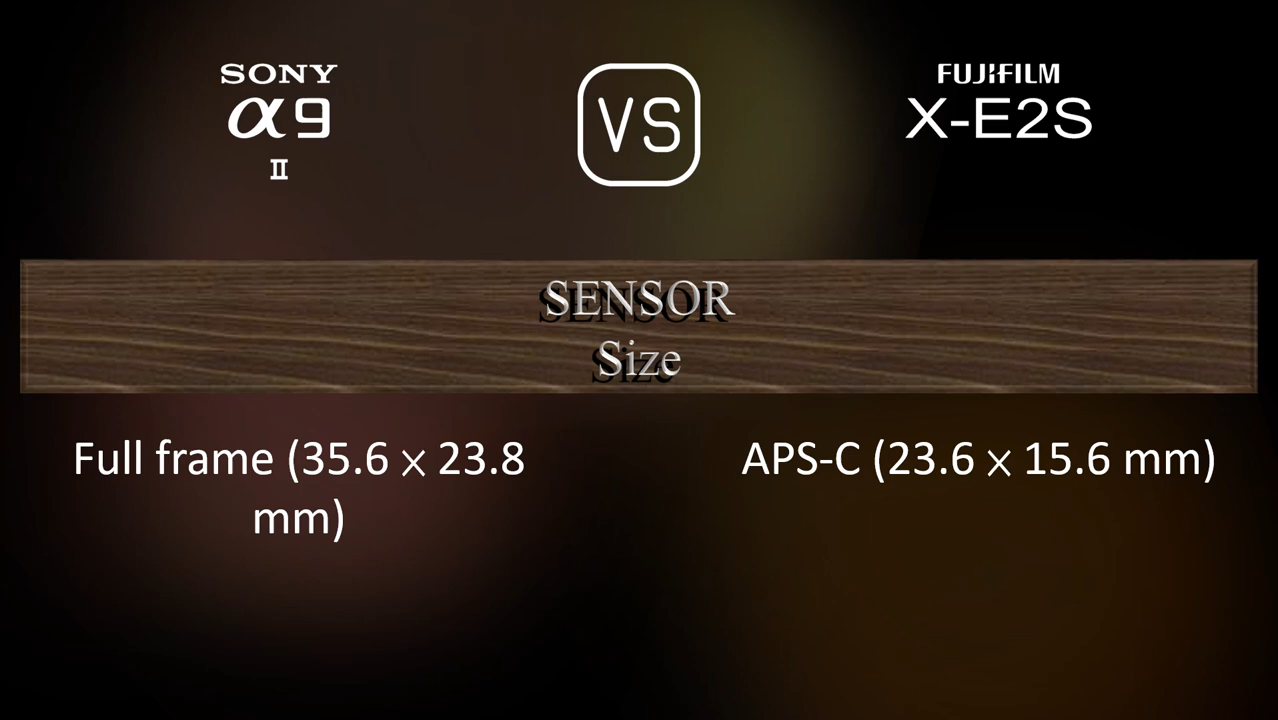 SONY
α9
II
VS
FUJIFILM
X-E2S
SENSOR
Size
Full frame (35.6 x 23.8
mm)
APS-C (23.6 x 15.6 mm)